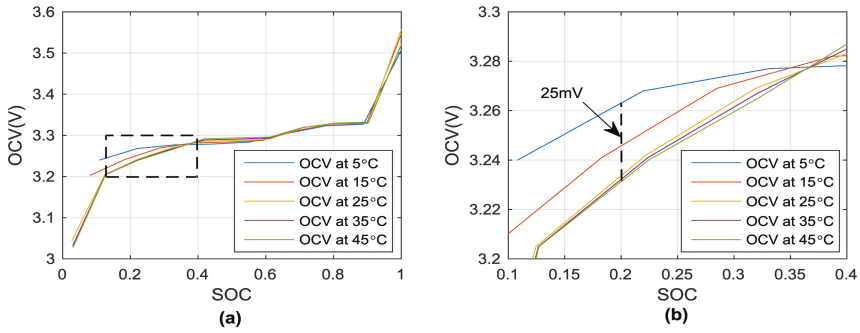 3.6
3.5
3.4
3.3
3.2
3.1
3
OCV(V)
0
0.2
0.4
0.6
0.8
1
SOC
OCV at 5°C
OCV at 15°C
OCV at 25°C
OCV at 35°C
OCV at 45°C
(a)
3.3
3.28
3.26
3.24
3.22
3.2
OCV(V)
25mV
0.1
0.15
0.2
0.25
0.3
0.35
0.4
SOC
OCV at 5°C
OCV at 15°C
OCV at 25°C
OCV at 35°C
OCV at 45°C
(b)